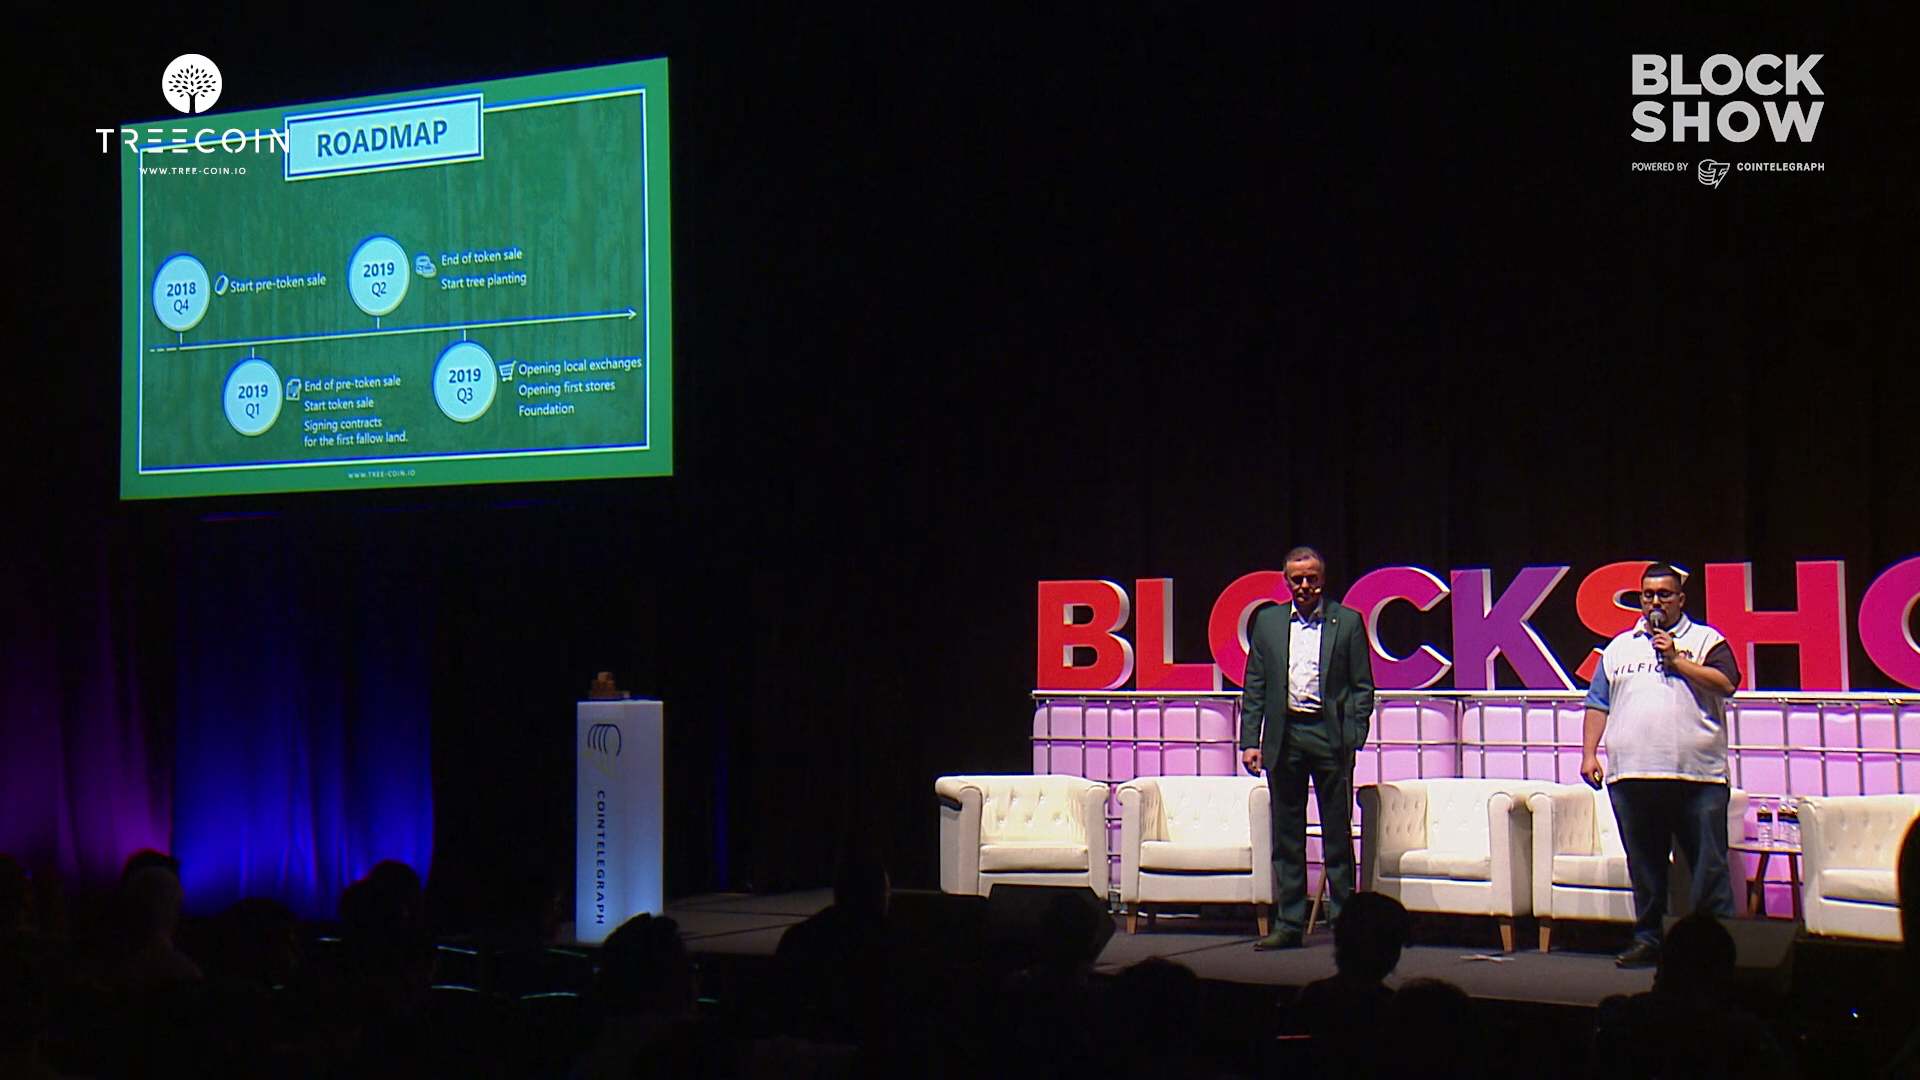 TREECOIN
WWW.TREE-COIN.IO
BLOCK
SHOW
POWERED BY COINTELEGRAPH
ROADMAP
2018
Q4
Start pre-token sale
2019
Q2
End of token sale
Start tree planting
2019
Q1
End of pre-token sale
Start token sale
Signing contracts
for the first fallow land.
2019
Q3
Opening local exchanges
Opening first stores
Foundation
WWW.TREE-COIN.IO
BLOCKSHO
HILFIG
COINTELEGRAPH